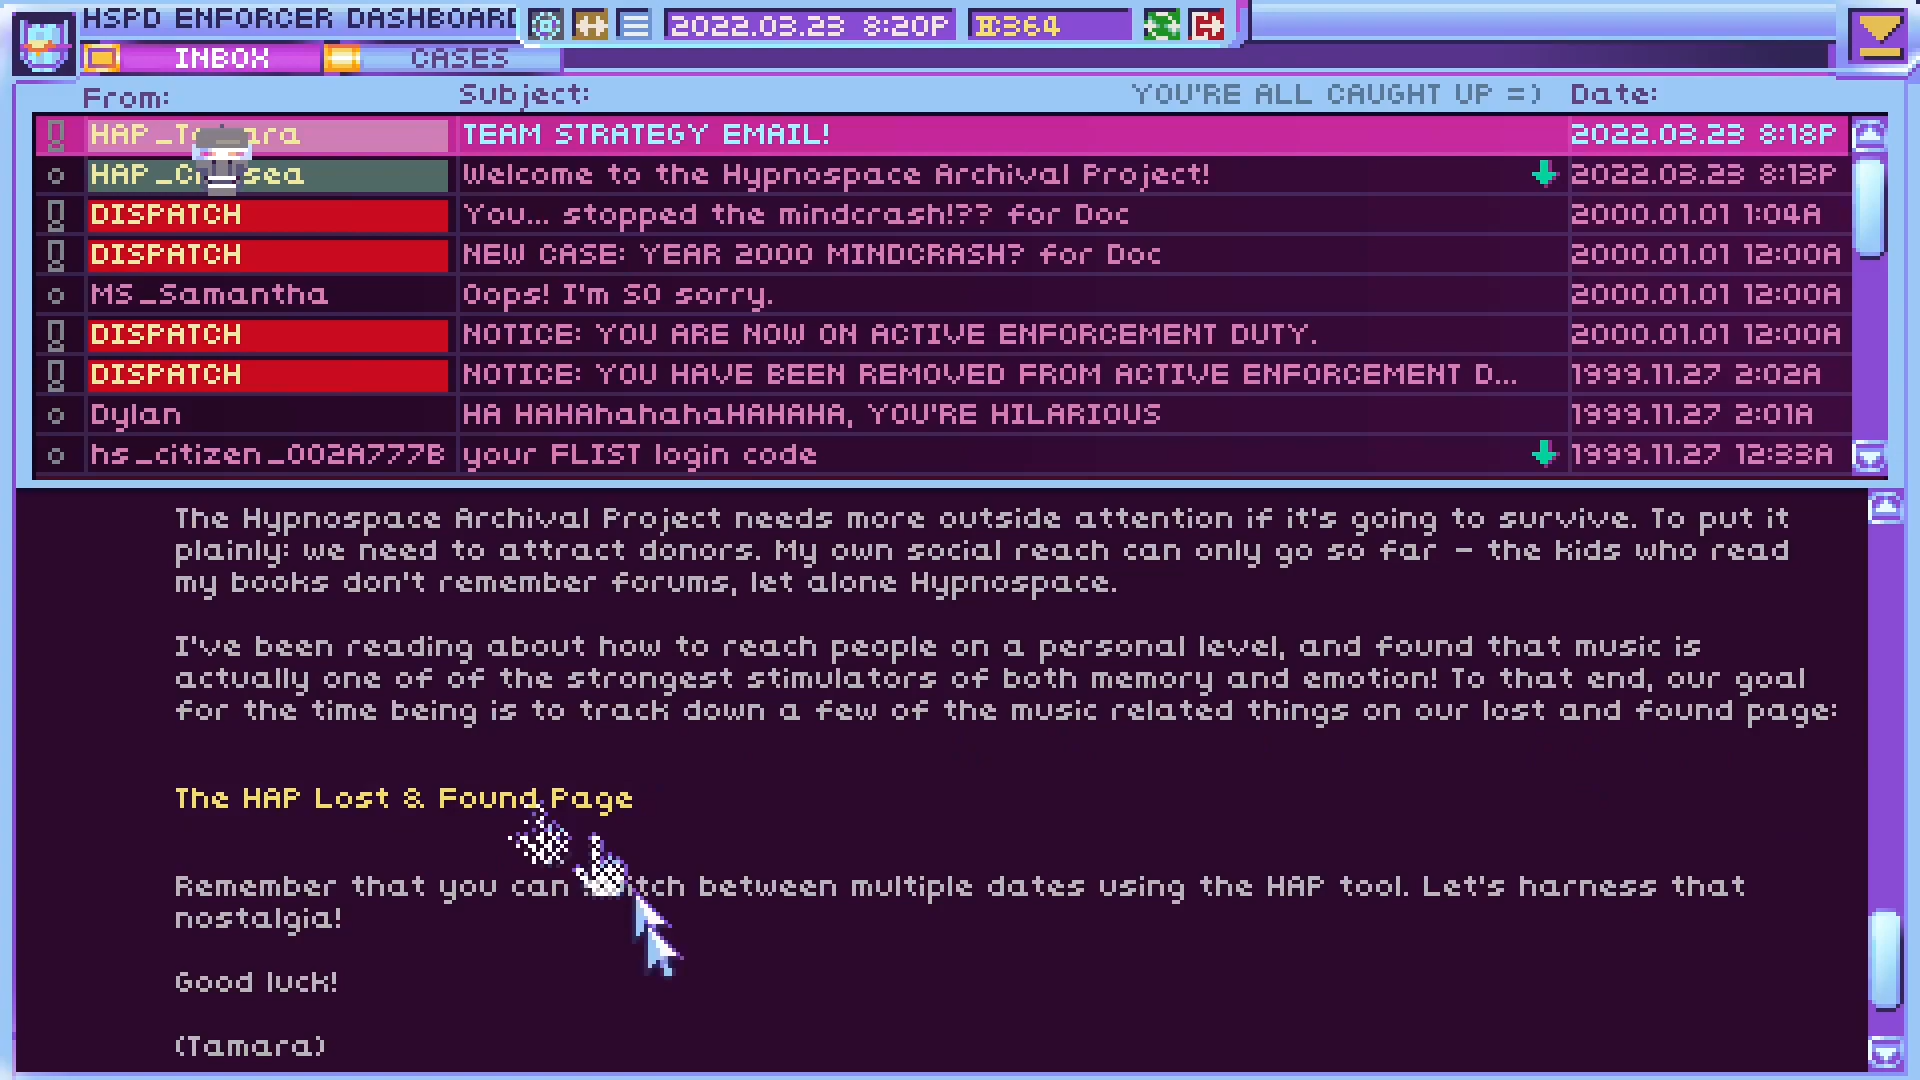 HSPD ENFORCER DASHBOARD
2022.03.23 8:20P
364
INBOX
CASES
From:
Subject:
YOU'RE ALL CAUGHT UP =)
Date:
TEAM STRATEGY EMAIL!
2022.03.23 8:18P
Welcome to the Hypnospace Archival Project!
2022.03.23 8:13P
DISPATCH
You... stopped the mindcrash!?? for Doc
2000.01.01 1:04A
DISPATCH
NEW CASE: YEAR 2000 MINDCRASH? for Doc
2000.01.01 12:00A
MS_Samantha
Oops! I'm SO sorry.
2000.01.01 12:00A
DISPATCH
NOTICE: YOU ARE NOW ON ACTIVE ENFORCEMENT DUTY.
2000.01.01 12:00A
DISPATCH
NOTICE: YOU HAVE BEEN REMOVED FROM ACTIVE ENFORCEMENT D...
1999.11.27 2:02A
Dylan
HA HAHAhahahaHAHAHA, YOU'RE HILARIOUS
1999.11.27 2:01A
hs_citizen_002A777B
your FLIST login code
1999.11.27 12:33A
The Hypnospace Archival Project needs more outside attention if it's going to survive. To put it
plainly: we need to attract donors. My own social reach can only go so far - the kids who read
my books don't remember forums, let alone Hypnospace.
I've been reading about how to reach people on a personal level, and found that music is
actually one of of the strongest stimulators of both memory and emotion! To that end, our goal
for the time being is to track down a few of the music related things on our lost and found page:
The HAP Lost & Found Page
Remember that you can between multiple dates using the HAP tool. Let's harness that
nostalgia!
Good luck!
(Tamara)